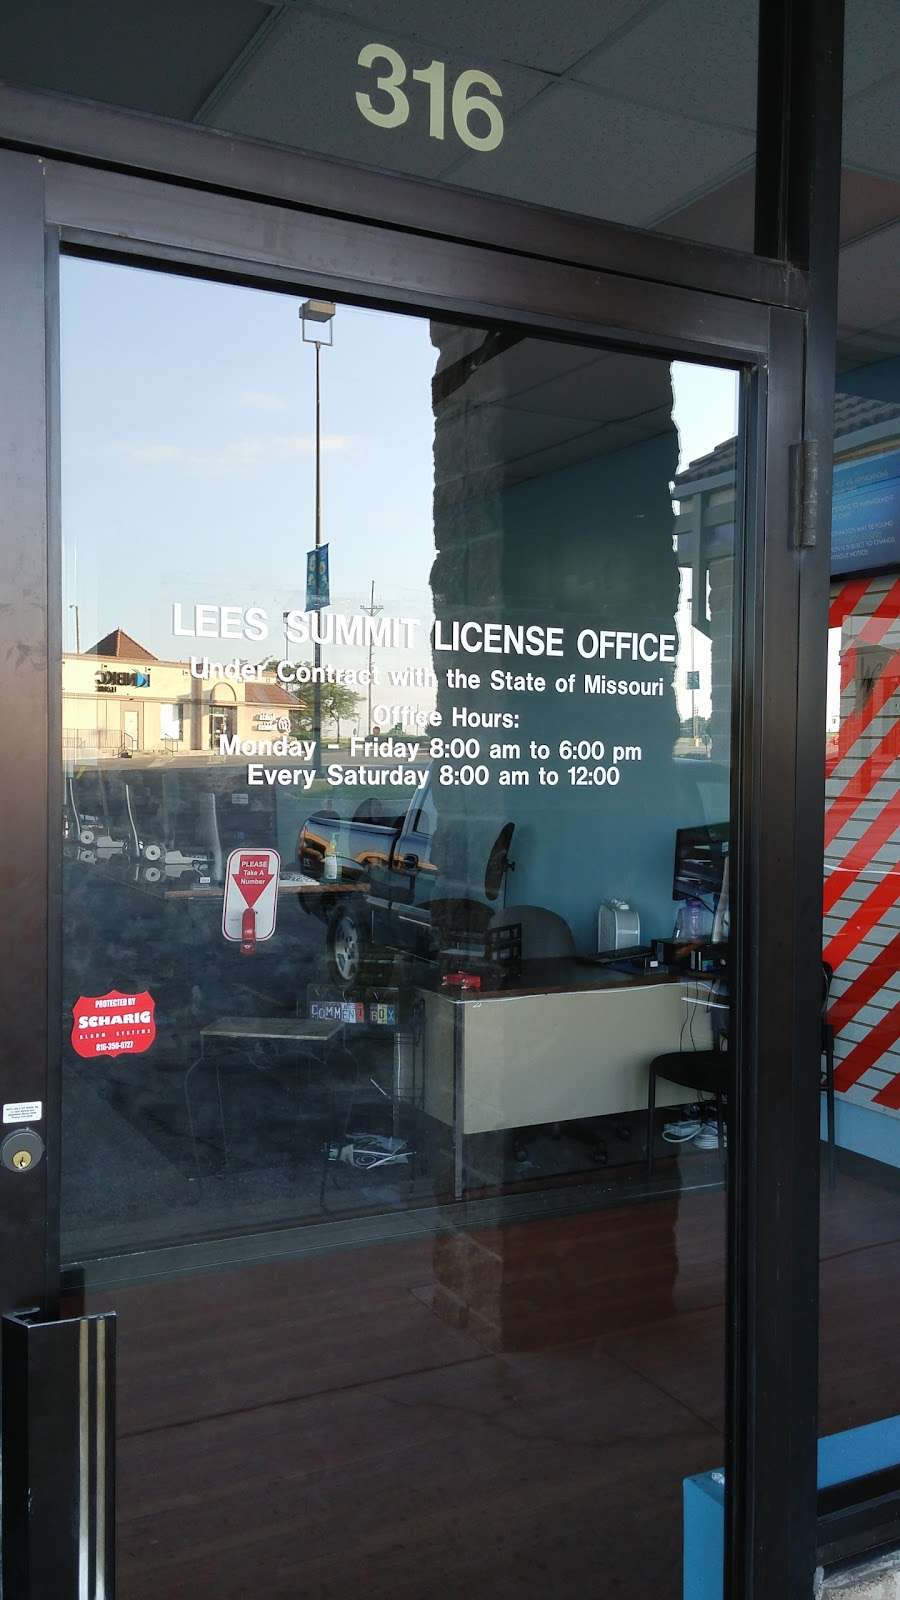 316
LEES SUMMIT LICENSE OFFICE
Under Contract with the State of Missouri
Office Hours:
Monday - Friday 8:00 am to 6:00 pm
Every Saturday 8:00 am to 12:00
PLEASE
Take A
Number
PROTECTED BY
SCHARIG
ALARM SYSTEMS
COMMENT BOX